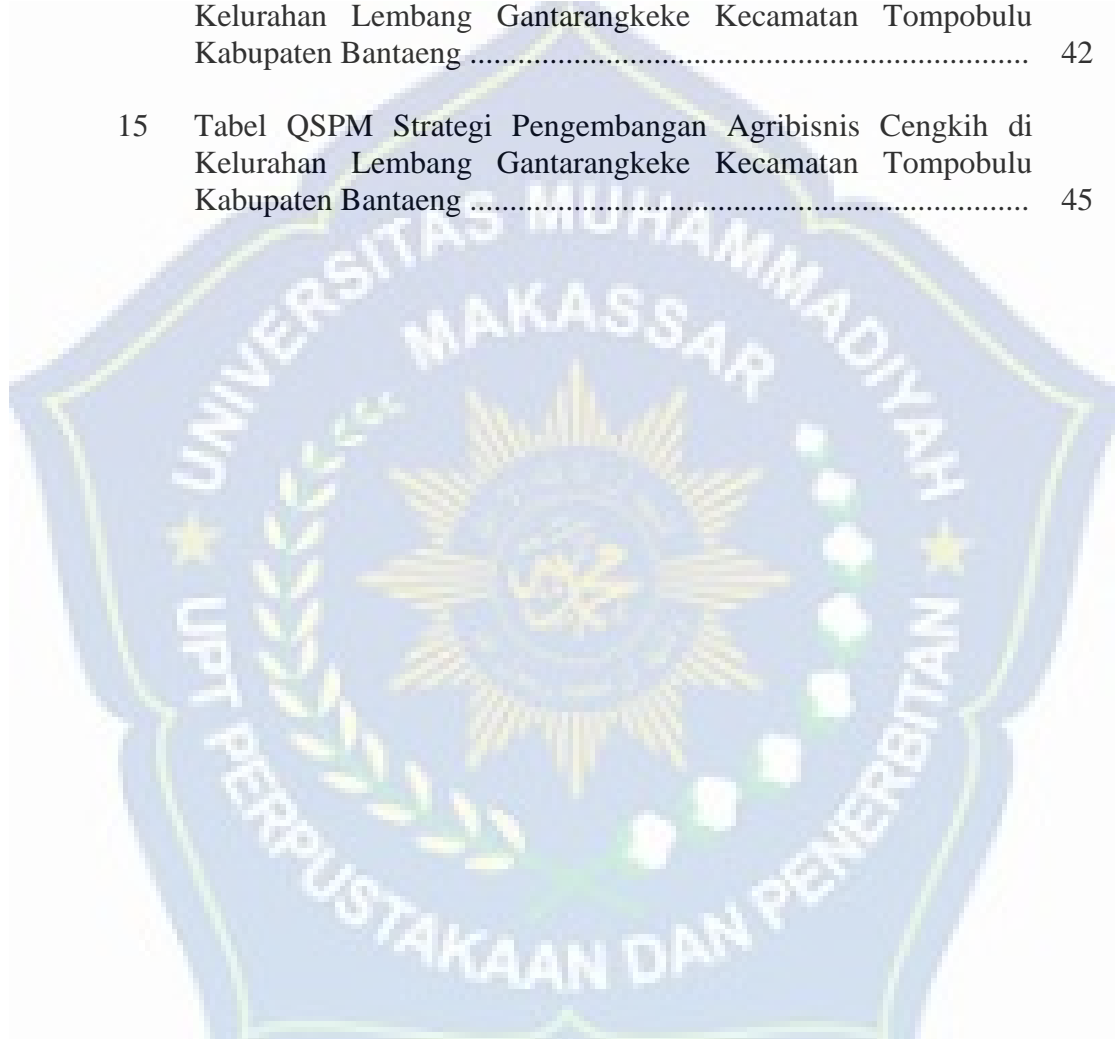 Kelurahan Lembang Gantarangkeke Kecamatan Tompobulu
Kabupaten Bantaeng .................................................................... 42
15 Tabel QSPM Strategi Pengembangan Agribisnis Cengkih di
Kelurahan Lembang Gantarangkeke Kecamatan Tompobulu
Kabupaten Bantaeng .................................................................... 45
UNIVERSITAS MUHAMMADIYAH
MAKASSAR
UPT PERPUSTAKAAN DAN PENERBITAN